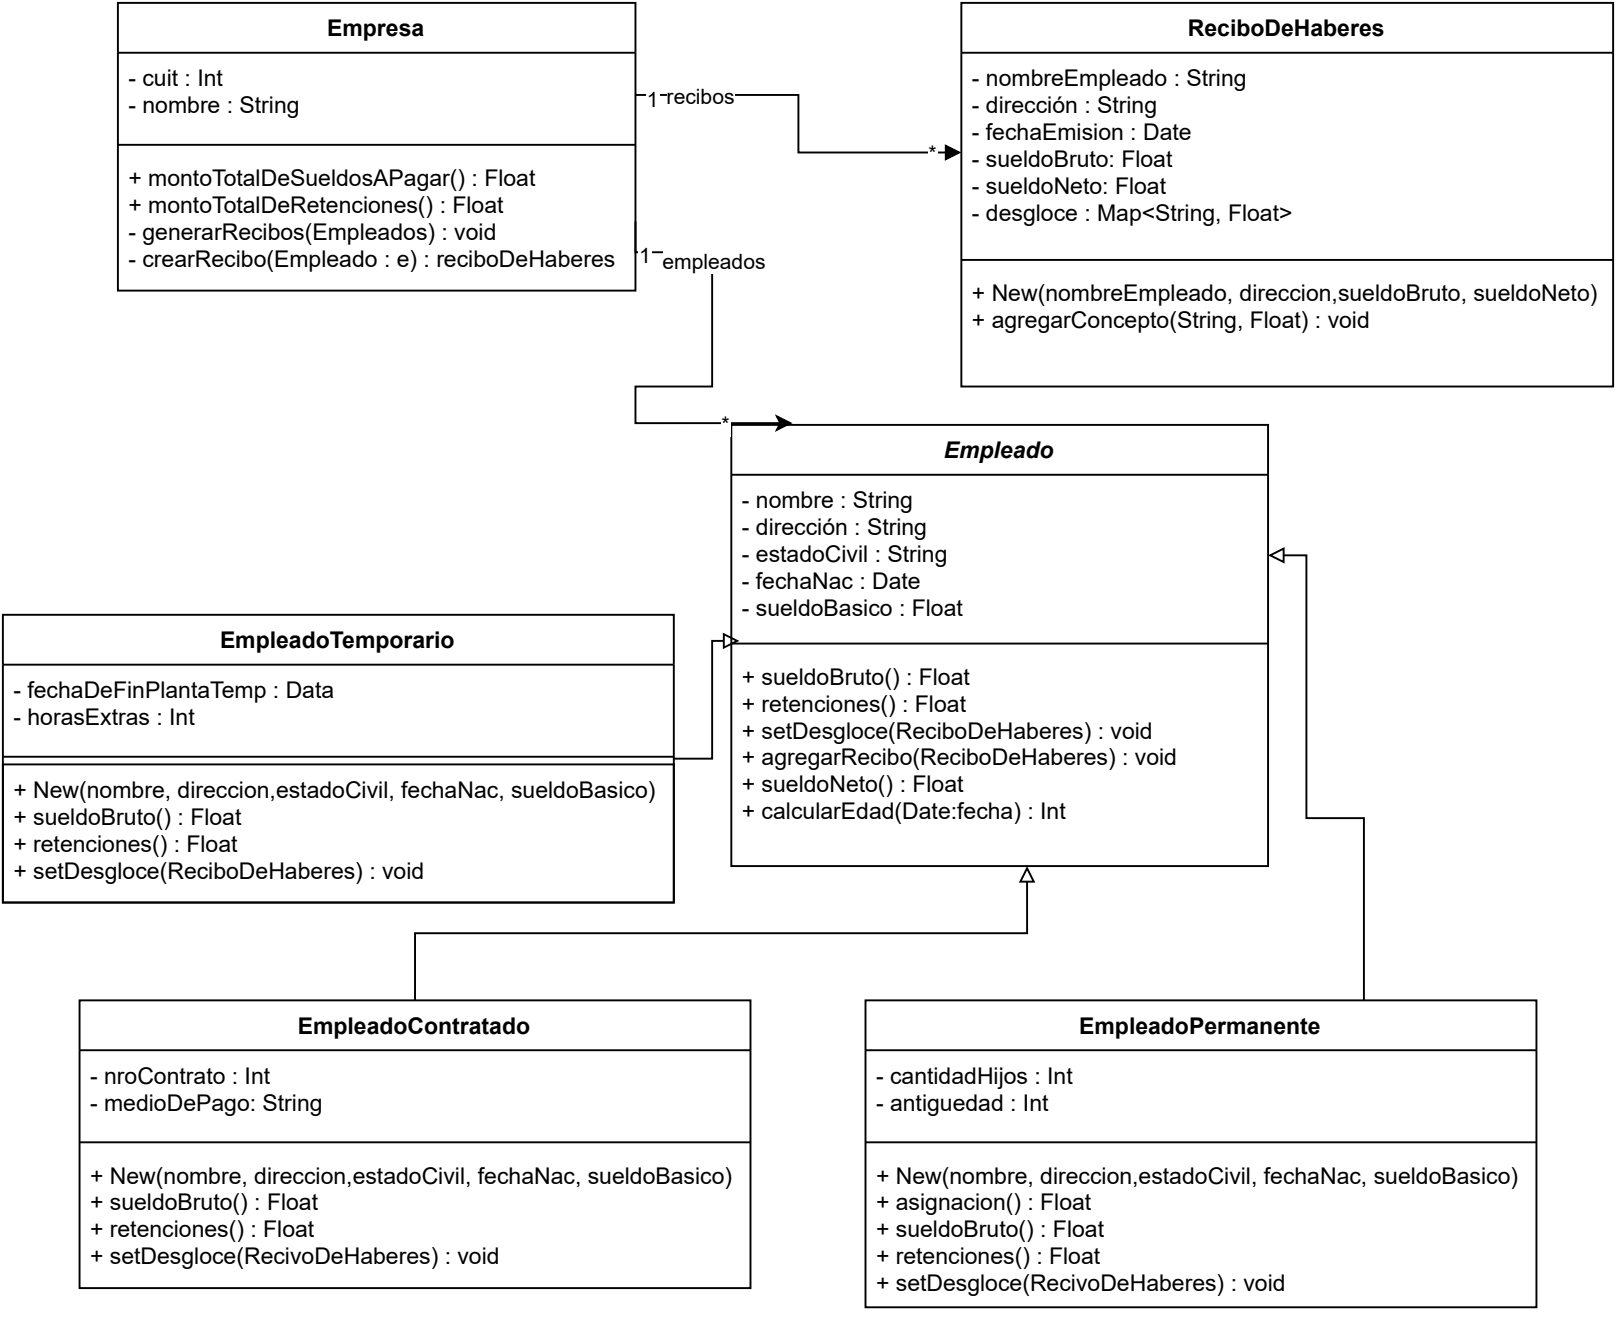 Empresa
- cuit : Int
- nombre : String
+ montoTotalDeSueldosAPagar() : Float
+ montoTotalDeRetenciones() : Float
- generarRecibos(Empleados) : void
- crearRecibo(Empleado : e) : reciboDeHaberes
1
recibos
*
1
empleados
*
ReciboDeHaberes
- nombreEmpleado : String
- dirección : String
- fechaEmision : Date
- sueldoBruto: Float
- sueldoNeto: Float
- desgloce : Map<String, Float>
+ New(nombreEmpleado, direccion,sueldoBruto, sueldoNeto)
+ agregarConcepto(String, Float) : void
Empleado
- nombre : String
- dirección : String
- estadoCivil : String
- fechaNac : Date
- sueldoBasico : Float
+ sueldoBruto() : Float
+ retenciones() : Float
+ setDesgloce(ReciboDeHaberes) : void
+ agregarRecibo(ReciboDeHaberes) : void
+ sueldoNeto() : Float
+ calcularEdad(Date:fecha) : Int
EmpleadoTemporario
- fechaDeFinPlantaTemp : Data
- horasExtras : Int
+ New(nombre, direccion,estadoCivil, fechaNac, sueldoBasico)
+ sueldoBruto() : Float
+ retenciones() : Float
+ setDesgloce(ReciboDeHaberes) : void
EmpleadoContratado
- nroContrato : Int
- medioDePago: String
+ New(nombre, direccion,estadoCivil, fechaNac, sueldoBasico)
+ sueldoBruto() : Float
+ retenciones() : Float
+ setDesgloce(RecivoDeHaberes) : void
EmpleadoPermanente
- cantidadHijos : Int
- antiguedad : Int
+ New(nombre, direccion,estadoCivil, fechaNac, sueldoBasico)
+ asignacion() : Float
+ sueldoBruto() : Float
+ retenciones() : Float
+ setDesgloce(RecivoDeHaberes) : void